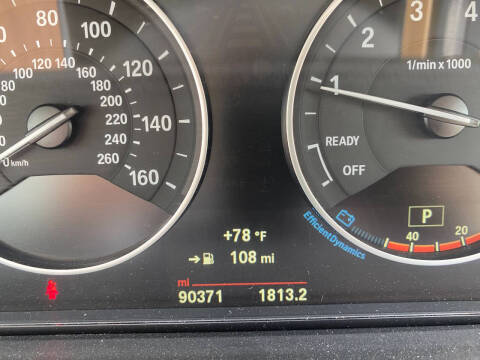 80 100 120 140 160
100 120 140 160 180 200 220 240 260
km/h
1 2 3 4
1/min x 1000
READY
OFF
EfficientDynamics
P
40 20
+78 °F
108 mi
mi
90371 1813.2